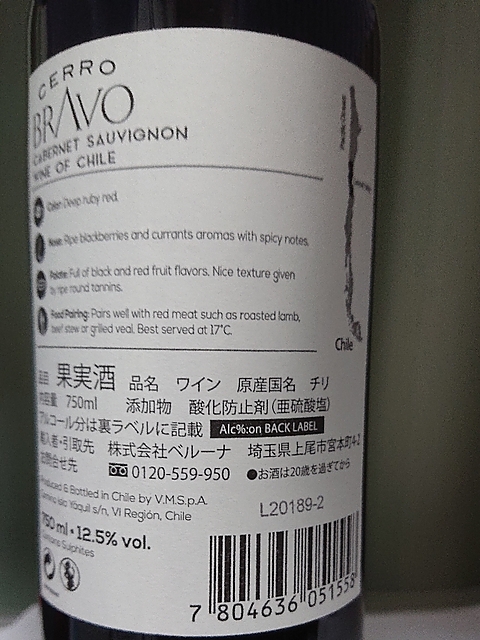 CERRO
BRAVO
CABERNET SAUVIGNON
WINE OF CHILE
Pacific Ocean
Color: Deep ruby red.
Nose: Ripe blackberries and currants aromas with spicy notes.
Palate: Full of black and red fruit flavors. Nice texture given
by ripe round tannins.
Food Pairing: Pairs well with red meat such as roasted lamb,
beef stew or grilled veal. Best served at 17°C.
Chile
品目 果実酒 品名 ワイン 原産国名 チリ
内容量 750ml 添加物 酸化防止剤(亜硫酸塩)
アルコール分は裏ラベルに記載 Alc%:on BACK LABEL
輸入者・引取先 株式会社ベルーナ 埼玉県上尾市宮本町4-2
お問合せ先 0120-559-950 ●お酒は20歳を過ぎてから
Produced & Bottled in Chile by V.M.S.p.A.
Yáquil s/n, VI Región, Chile
L20189-2
750 ml • 12.5% vol.
Contains Sulphites
7 804636 051558